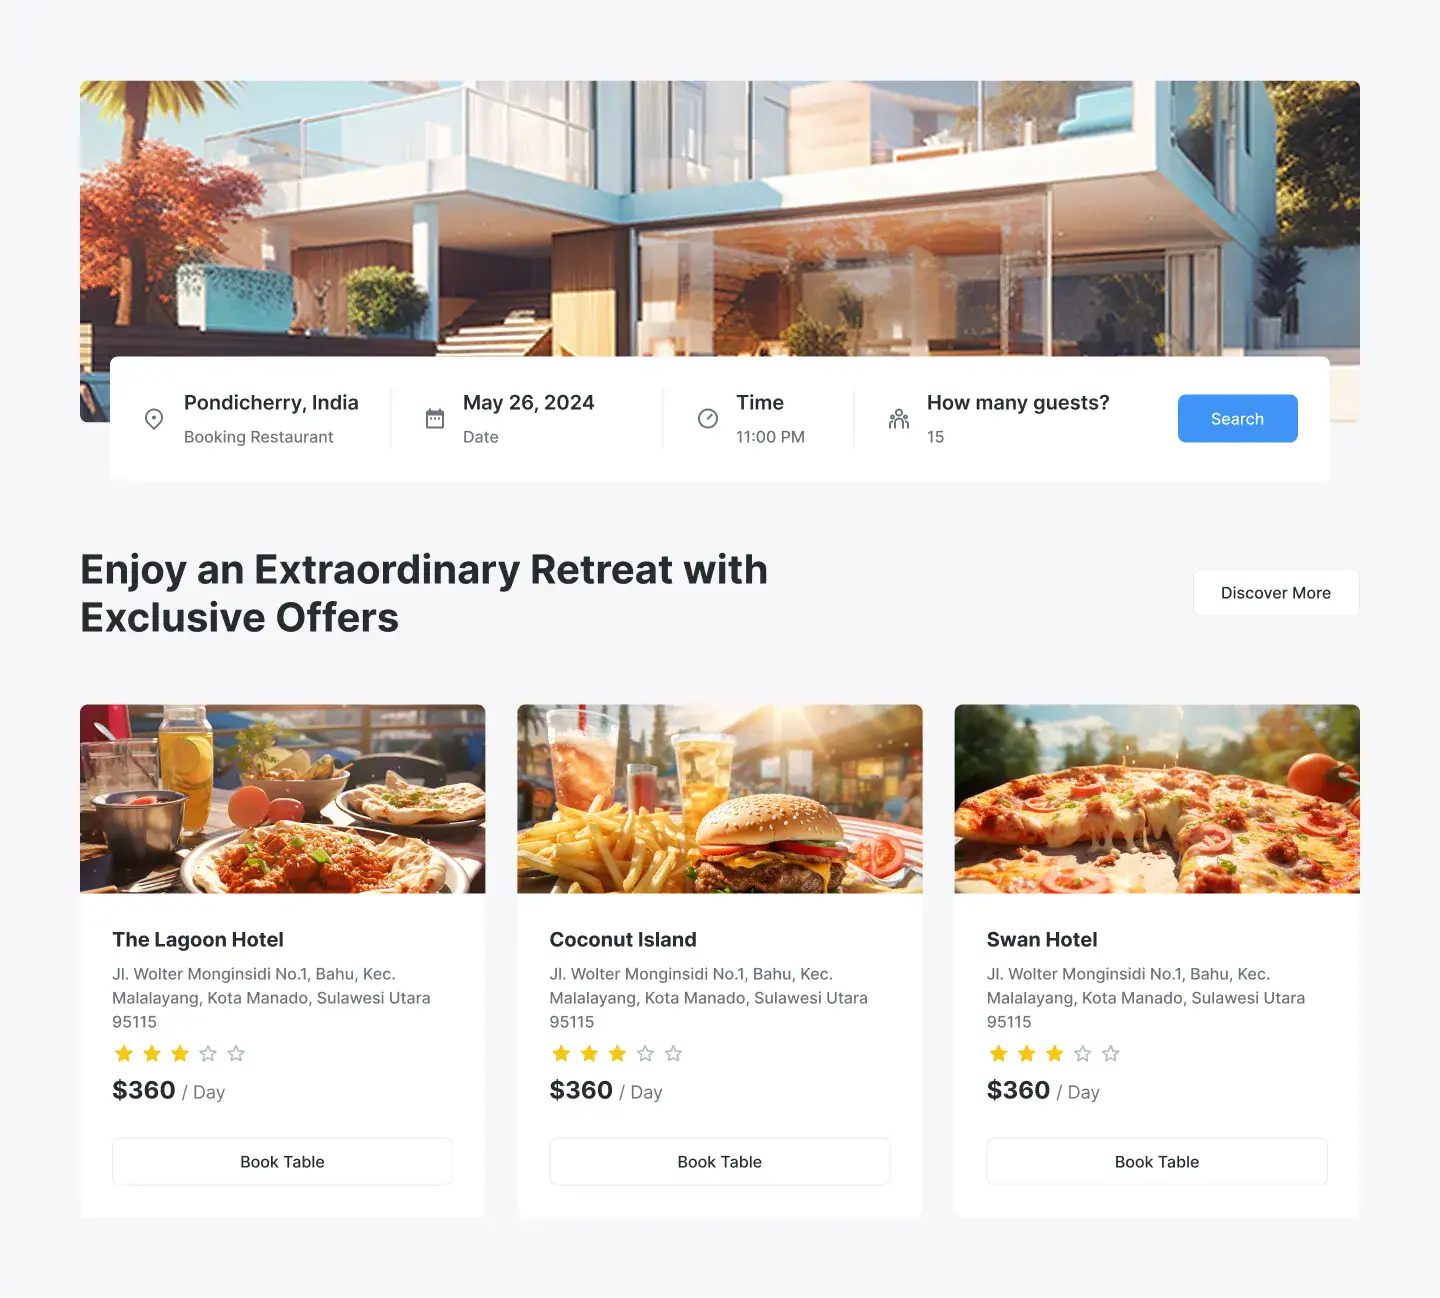 Pondicherry, India
Booking Restaurant
May 26, 2024
Date
Time
11:00 PM
How many guests?
15
Search
Enjoy an Extraordinary Retreat with
Exclusive Offers
Discover More
The Lagoon Hotel
Jl. Wolter Monginsidi No.1, Bahu, Kec.
Malalayang, Kota Manado, Sulawesi Utara
95115
$360 / Day
Book Table
Coconut Island
Jl. Wolter Monginsidi No.1, Bahu, Kec.
Malalayang, Kota Manado, Sulawesi Utara
95115
$360 / Day
Book Table
Swan Hotel
Jl. Wolter Monginsidi No.1, Bahu, Kec.
Malalayang, Kota Manado, Sulawesi Utara
95115
$360 / Day
Book Table